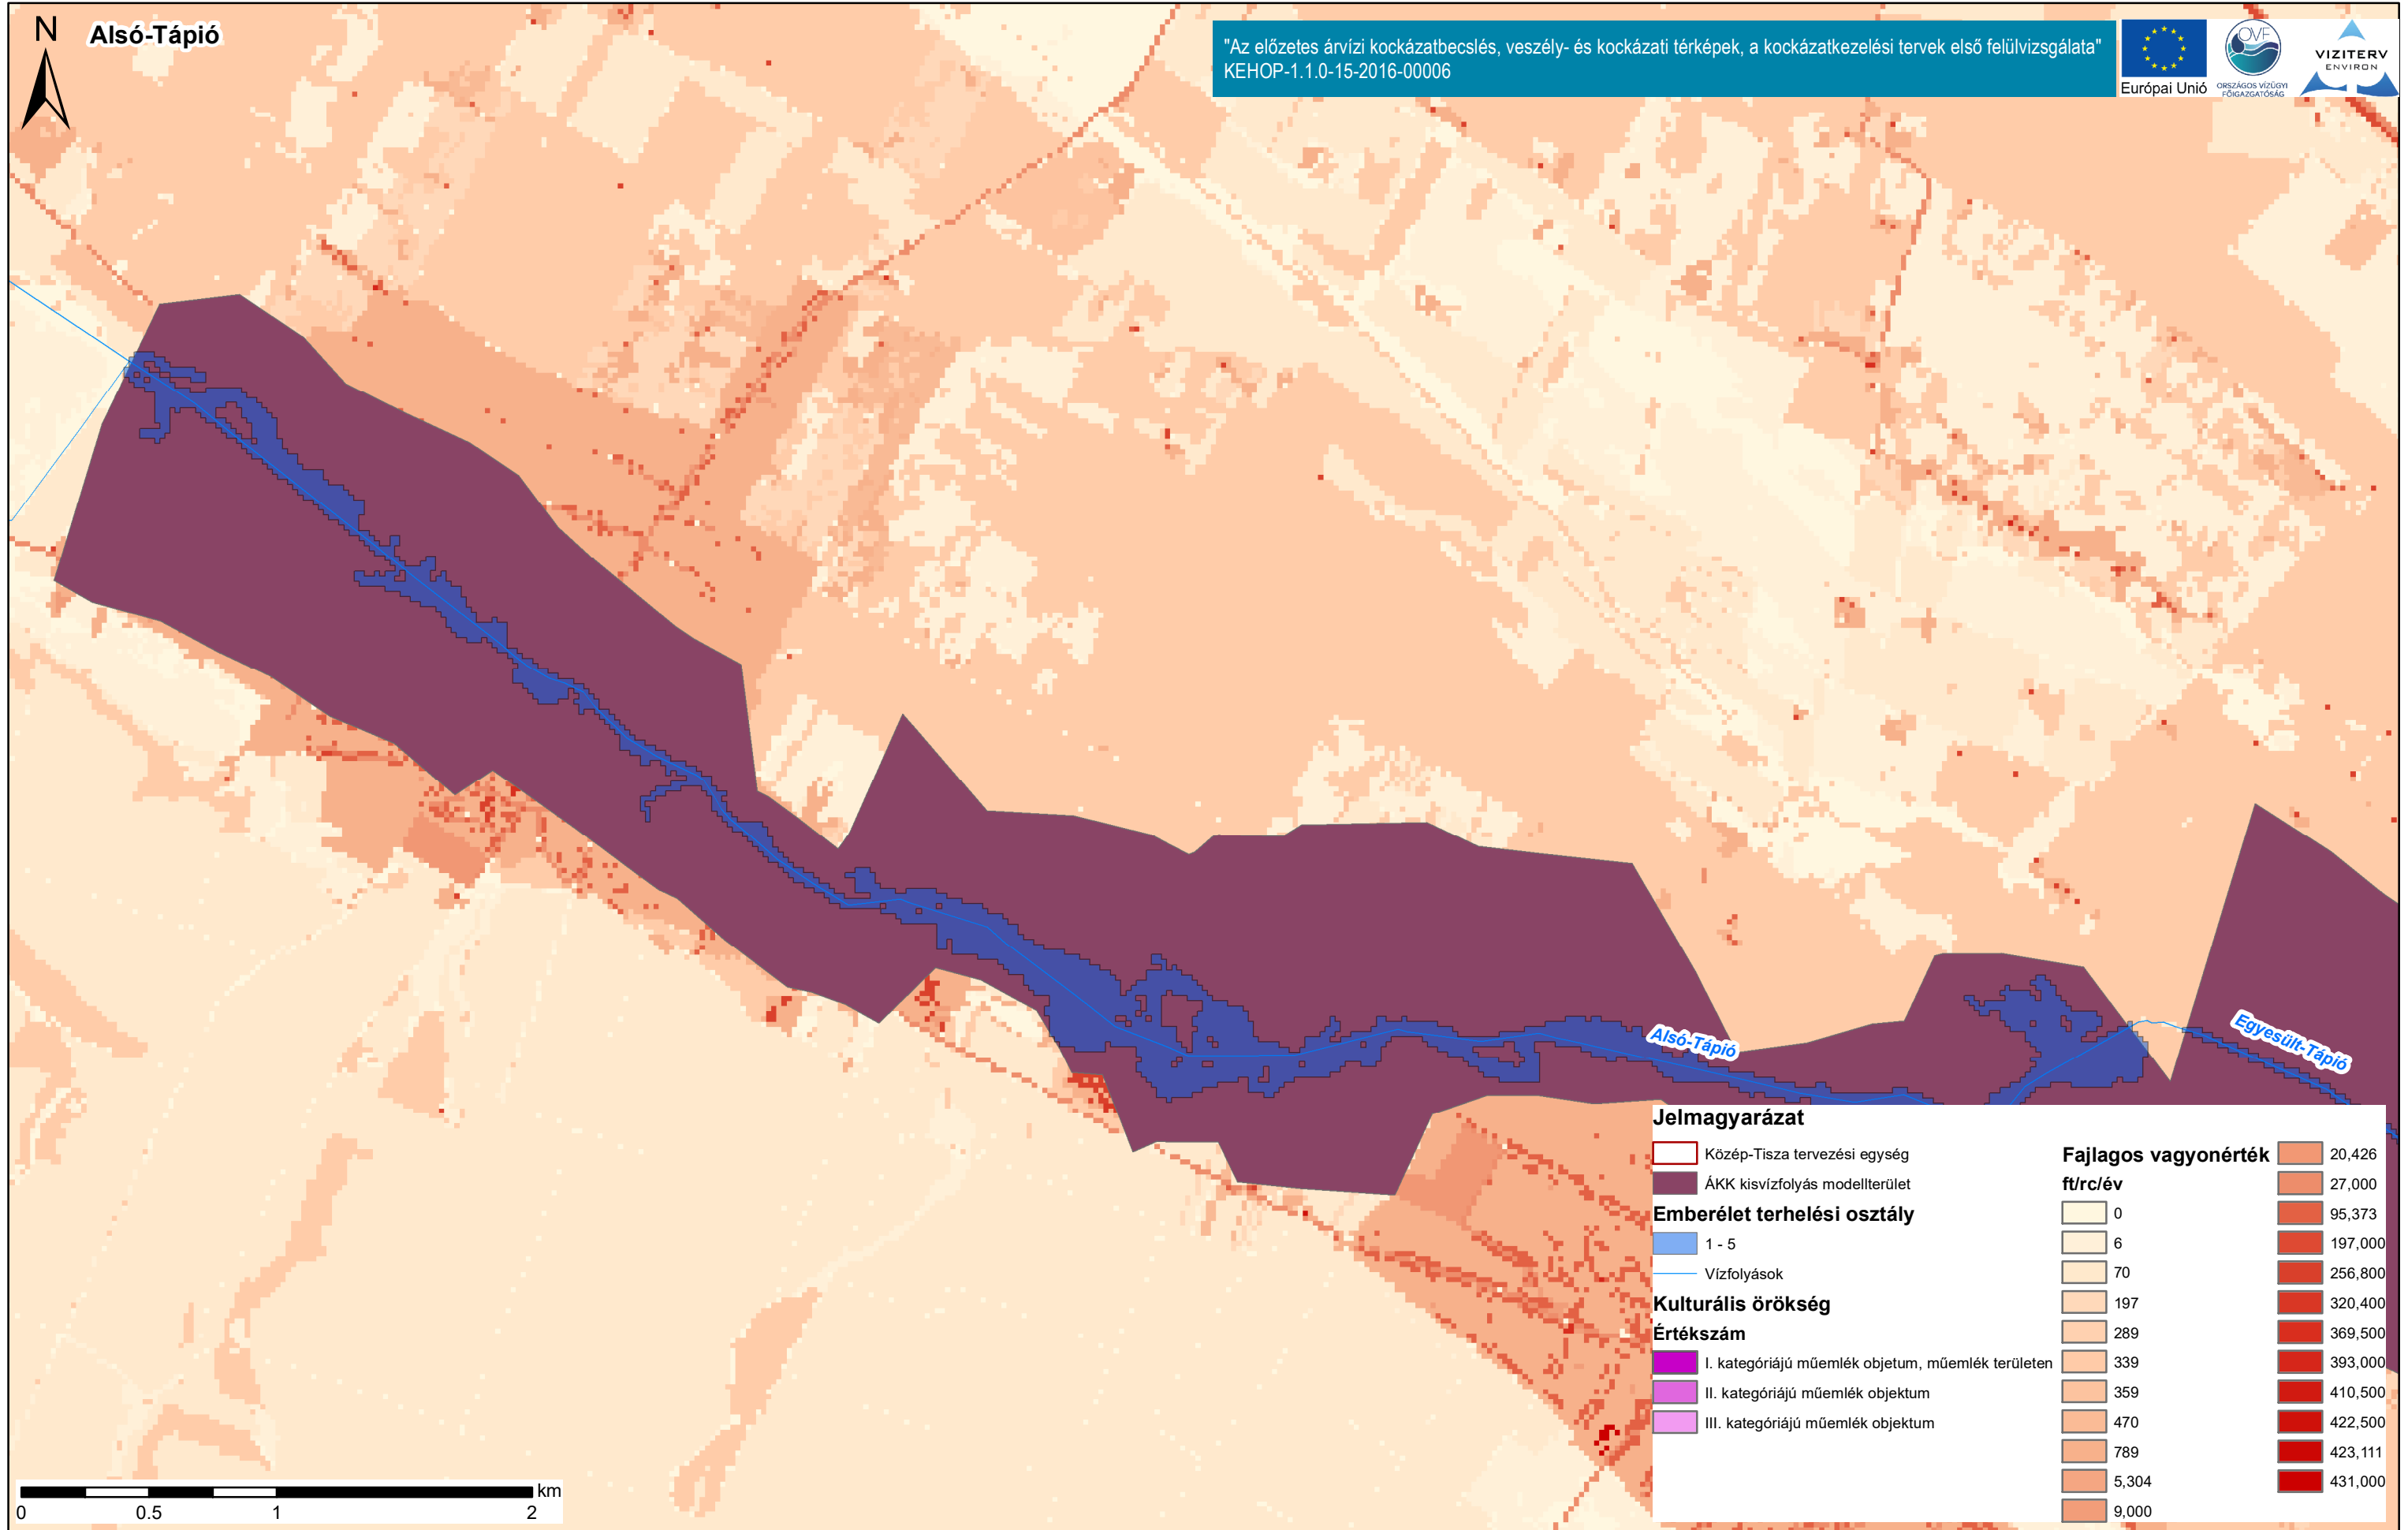 N
Alsó-Tápió
"Az előzetes árvízi kockázatbecslés, veszély- és kockázati térképek, a kockázatkezelési tervek első felülvizsgálata"
KEHOP-1.1.0-15-2016-00006
Európai Unió
OVF
ORSZÁGOS VÍZÜGYI
FŐIGAZGATÓSÁG
VIZITERV
ENVIRON
Alsó-Tápió
Egyesült-Tápió
Jelmagyarázat
Közép-Tisza tervezési egység
ÁKK kisvízfolyás modellterület
Emberélet terhelési osztály
1 - 5
Vízfolyások
Kulturális örökség
Értékszám
I. kategóriájú műemlék objetum, műemlék területen
II. kategóriájú műemlék objektum
III. kategóriájú műemlék objektum
Fajlagos vagyonérték
ft/rc/év
0
6
70
197
289
339
359
470
789
5,304
9,000
20,426
27,000
95,373
197,000
256,800
320,400
369,500
393,000
410,500
422,500
423,111
431,000
km
0 0.5 1 2